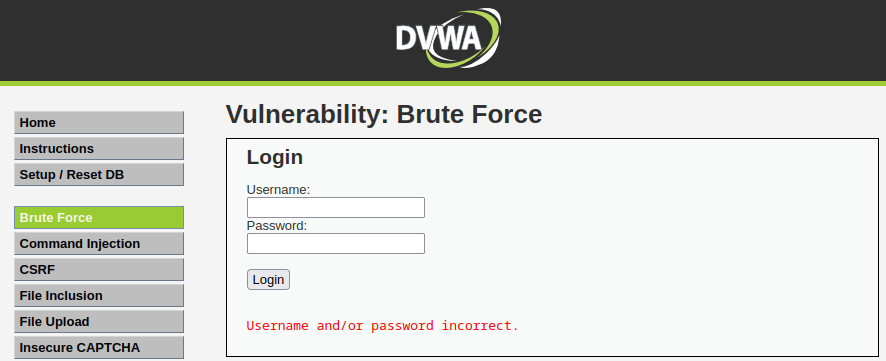 DVWA
Home
Instructions
Setup / Reset DB
Brute Force
Command Injection
CSRF
File Inclusion
File Upload
Insecure CAPTCHA
Vulnerability: Brute Force
Login
Username:
Password:
Login
Username and/or password incorrect.